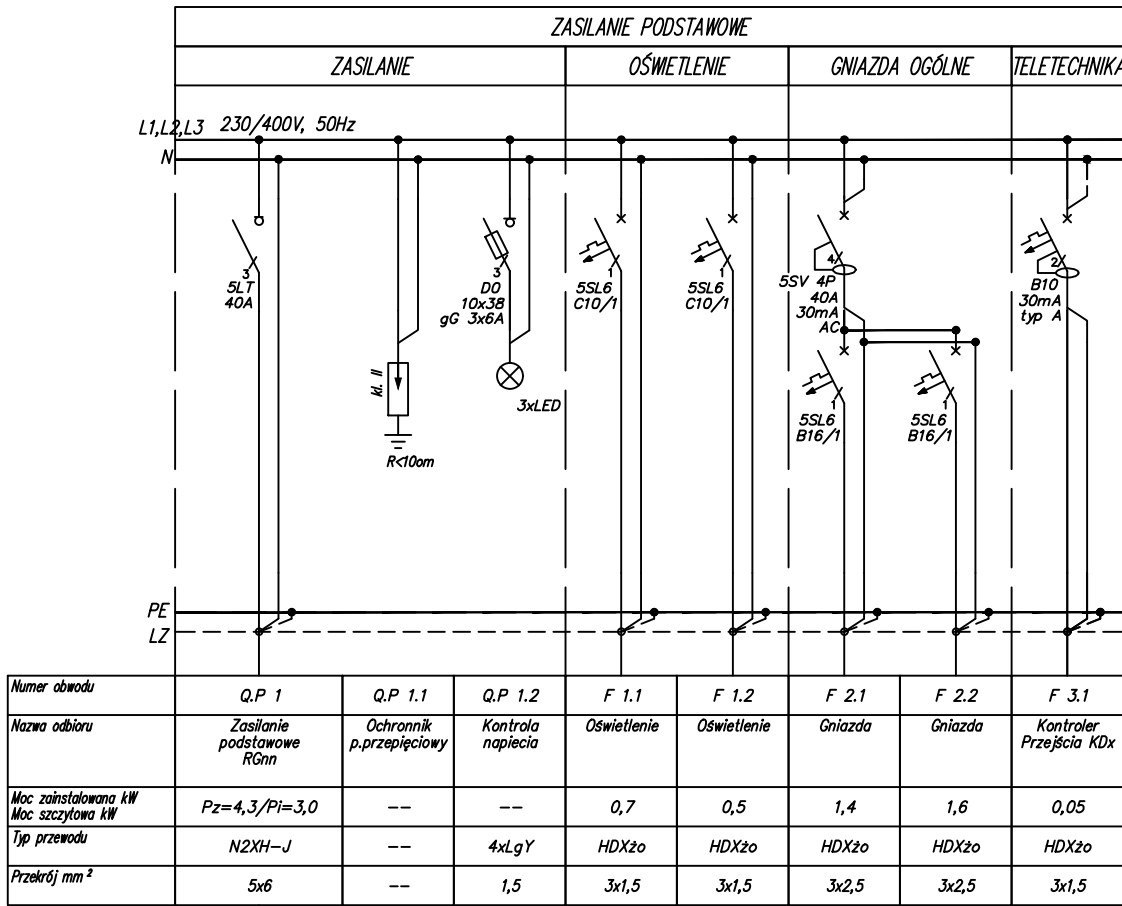 ZASILANIE PODSTAWOWE
ZASILANIE OŚWIETLENIE GNIAZDA OGÓLNE TELETECHNIKA
L1,L2,L3 230/400V, 50Hz
N
3
5LT
40A
kl. II
R<10om
3
D0
10x38
gG 3x6A
3xLED
1
5SL6
C10/1
1
5SL6
C10/1
4
5SV 4P
40A
30mA
AC
1
5SL6
B16/1
1
5SL6
B16/1
2
B10
30mA
typ A
PE
LZ
Numer obwodu Q.P 1 Q.P 1.1 Q.P 1.2 F 1.1 F 1.2 F 2.1 F 2.2 F 3.1
Nazwa odbioru Zasilanie Ochronnik Kontrola Oświetlenie Oświetlenie Gniazda Gniazda Kontroler
podstawowe p.przepięciowy napiecia Przejścia KDx
RGnn
Moc zainstalowana kW
Moc szczytowa kW Pz=4,3/Pi=3,0 -- -- 0,7 0,5 1,4 1,6 0,05
Typ przewodu N2XH-J -- 4xLgY HDXżo HDXżo HDXżo HDXżo HDXżo
Przekrój mm² 5x6 -- 1,5 3x1,5 3x1,5 3x2,5 3x2,5 3x1,5